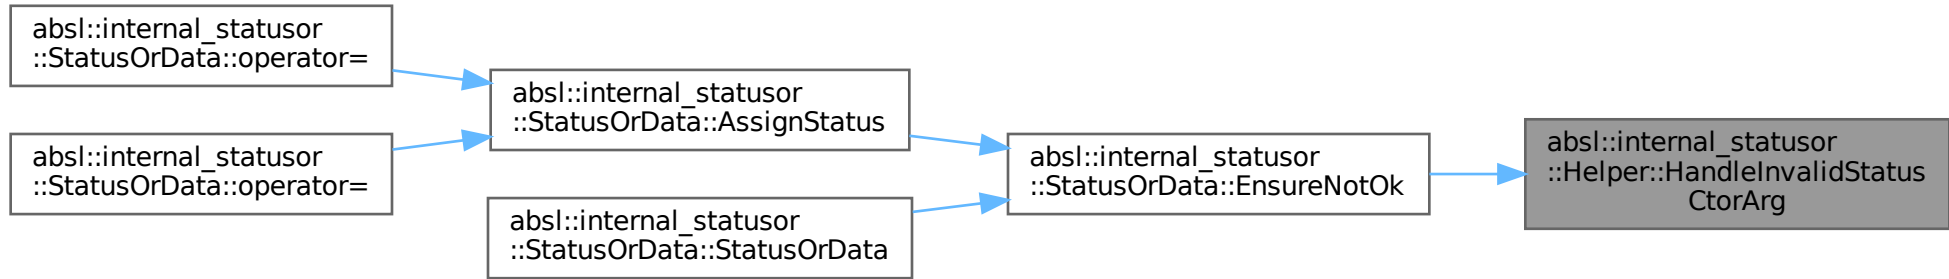 absl::internal_statusor
::StatusOrData::operator=
absl::internal_statusor
::StatusOrData::operator=
absl::internal_statusor
::StatusOrData::AssignStatus
absl::internal_statusor
::StatusOrData::StatusOrData
absl::internal_statusor
::StatusOrData::EnsureNotOk
absl::internal_statusor
::Helper::HandleInvalidStatus
CtorArg